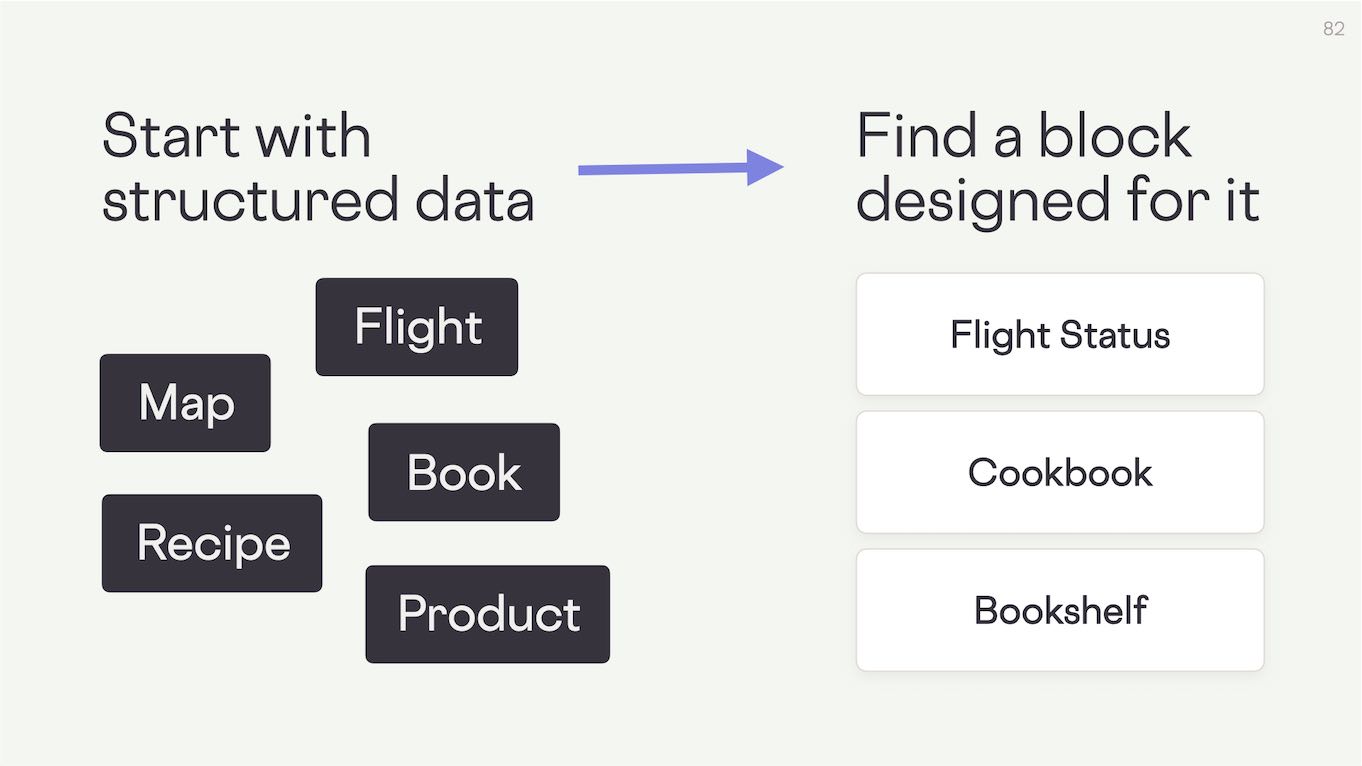 82
Start with
structured data
Find a block
designed for it
Flight
Map
Book
Recipe
Product
Flight Status
Cookbook
Bookshelf